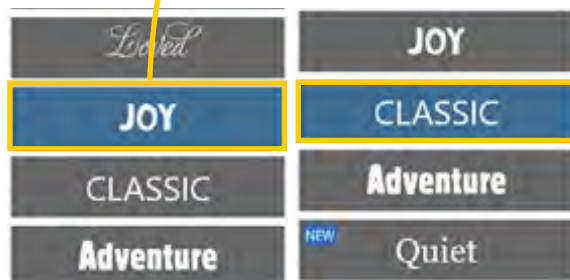 Loved
JOY
CLASSIC
Adventure
JOY
CLASSIC
Adventure
NEW
Quiet